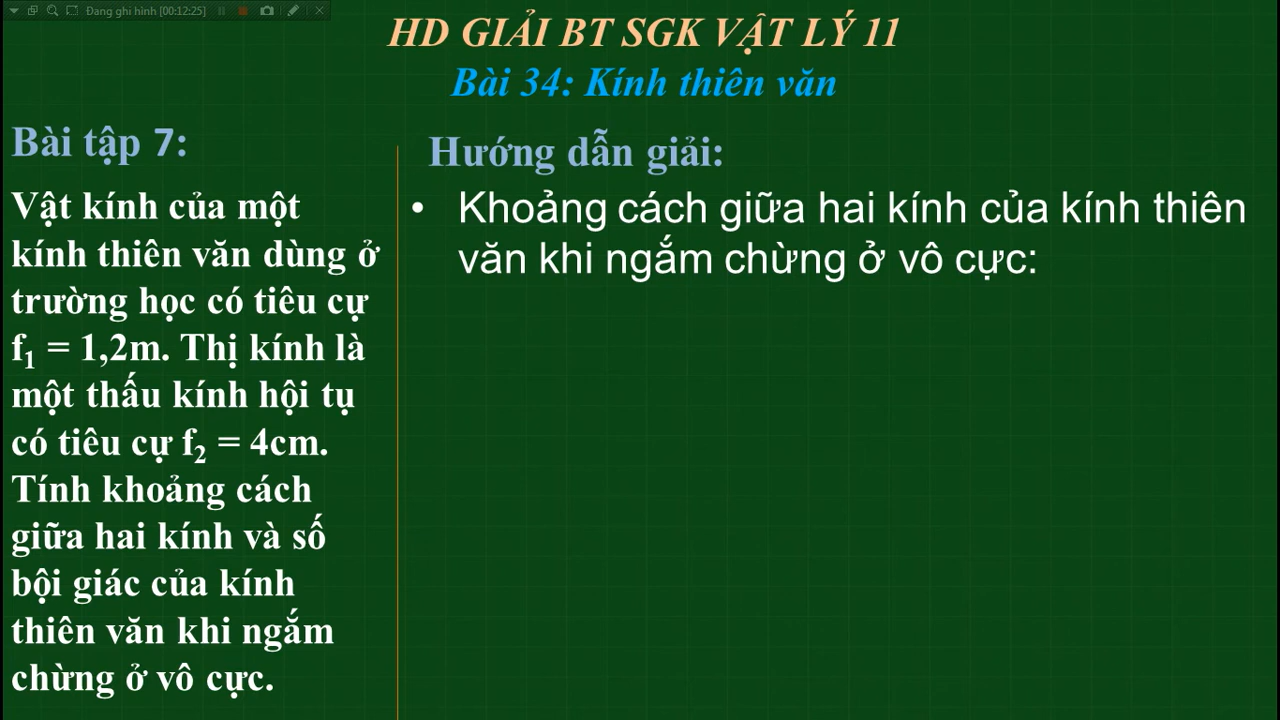 Đang ghi hình [00:12:25]
HD GIẢI BT SGK VẬT LÝ 11
Bài 34: Kính thiên văn
Bài tập 7:
Vật kính của một
kính thiên văn dùng ở
trường học có tiêu cự
f₁ = 1,2m. Thị kính là
một thấu kính hội tụ
có tiêu cự f₂ = 4cm.
Tính khoảng cách
giữa hai kính và số
bội giác của kính
thiên văn khi ngắm
chừng ở vô cực.
Hướng dẫn giải:
• Khoảng cách giữa hai kính của kính thiên
văn khi ngắm chừng ở vô cực: